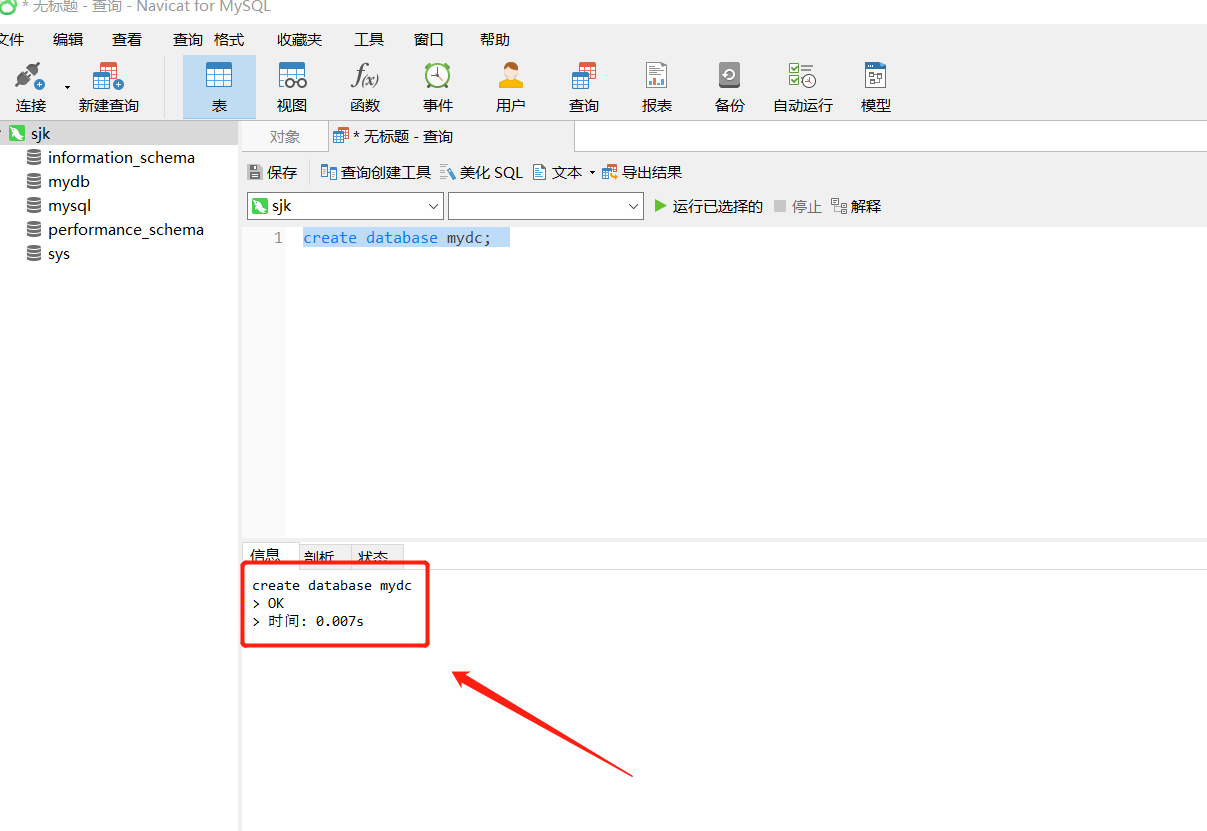 * 无标题 - 查询 - Navicat for MySQL
文件 编辑 查看 查询 格式 收藏夹 工具 窗口 帮助
连接 新建查询 表 视图 函数 事件 用户 查询 报表 备份 自动运行 模型
sjk
information_schema
mydb
mysql
performance_schema
sys
对象 * 无标题 - 查询
保存 查询创建工具 美化 SQL 文本 导出结果
sjk 运行已选择的 停止 解释
1 create database mydc;
信息 剖析 状态
create database mydc
> OK
> 时间: 0.007s